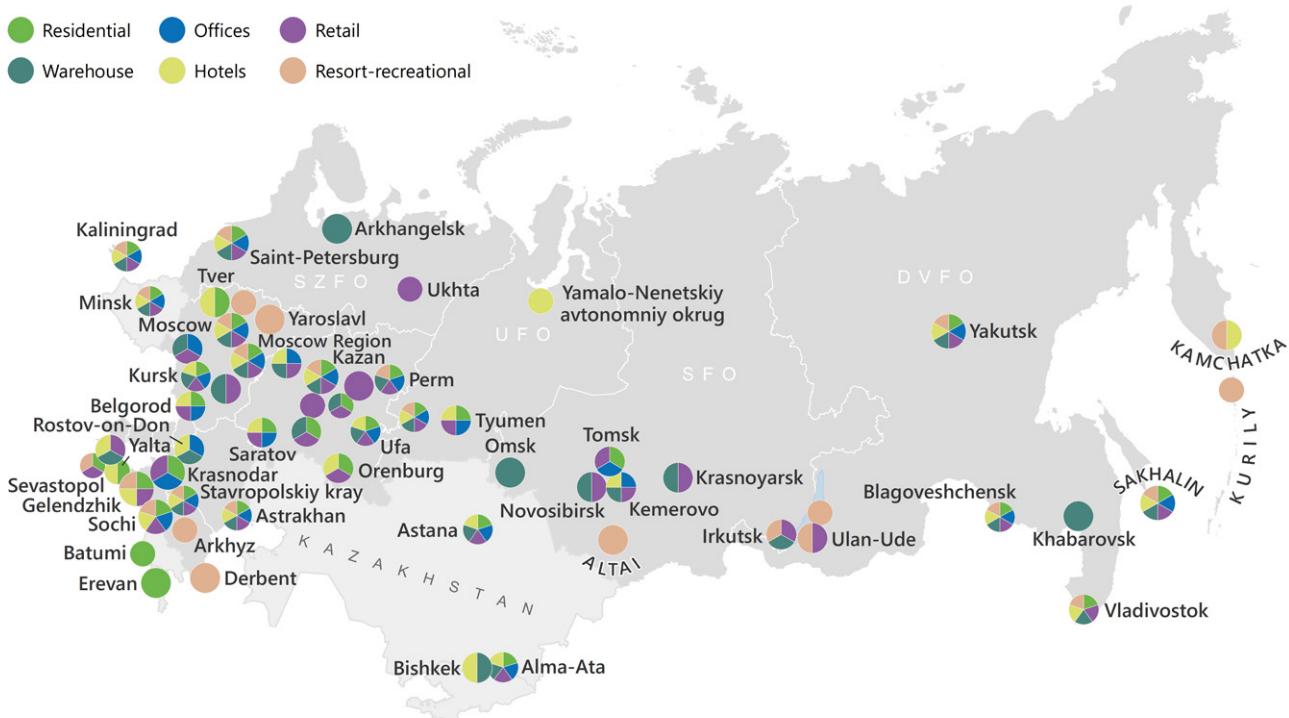 Residential
Offices
Retail
Warehouse
Hotels
Resort-recreational
Kaliningrad
Saint-Petersburg
Arkhangelsk
SZFO
Tver
Ukhta
Minsk
Yaroslavl
Moscow
Moscow Region
Kazan
Kursk
Perm
Belgorod
Rostov-on-Don
Yalta
Saratov
Ufa
Tyumen
Orenburg
Krasnodar
Sevastopo
Gelendzhik
Stavropolskiy kray
Sochi
Astrakhan
Arkhyz
Batumi
Erevan
Derbent
Yamalo-Nenetskiy
avtonomniy okrug
UFO
SFO
DVFO
Yakutsk
Omsk
Tomsk
Krasnoyarsk
Novosibirsk
Kemerovo
Astana
ALTAI
Irkutsk
Ulan-Ude
Blagoveshchensk
Khabarovsk
SAKHALIN
KAMCHATKA
KURILY
Vladivostok
KAZAKHSTAN
Bishkek
Alma-Ata